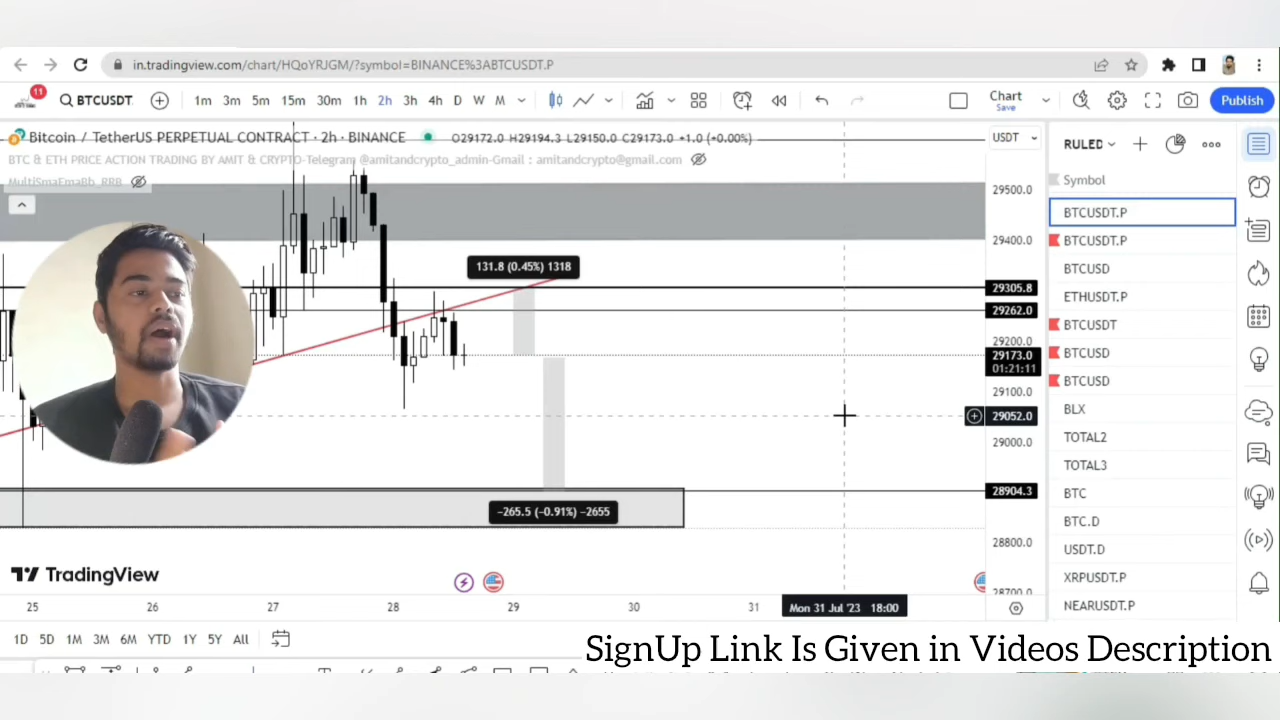 in.tradingview.com/chart/HQoYRJGM/?symbol=BINANCE%3ABTCUSDT.P
11
BTCUSDT 1m 3m 5m 15m 30m 1h 2h 3h 4h D W M Chart Save Publish
Bitcoin / TetherUS PERPETUAL CONTRACT · 2h · BINANCE O29172.0 H29194.3 L29150.0 C29173.0 +1.0 (+0.00%) USDT
BTC & ETH PRICE ACTION TRADING BY AMIT & CRYPTO-Telegram @amitandcrypto_admin-Gmail : amitandcrypto@gmail.com
MultiSmaEmaBb_RRB
RULED
Symbol
BTCUSDT.P
BTCUSDT.P
BTCUSD
ETHUSDT.P
BTCUSDT
BTCUSD
BTCUSD
BLX
TOTAL2
TOTAL3
BTC
BTC.D
USDT.D
XRPUSDT.P
NEARUSDT.P
29500.0
29400.0
29305.8
29262.0
29200.0
29173.0
01:21:11
29100.0
29052.0
29000.0
28904.3
28800.0
28700.0
131.8 (0.45%) 1318
-265.5 (-0.91%) -2655
TradingView
25 26 27 28 29 30 31 Mon 31 Jul '23 18:00
1D 5D 1M 3M 6M YTD 1Y 5Y All
SignUp Link Is Given in Videos Description